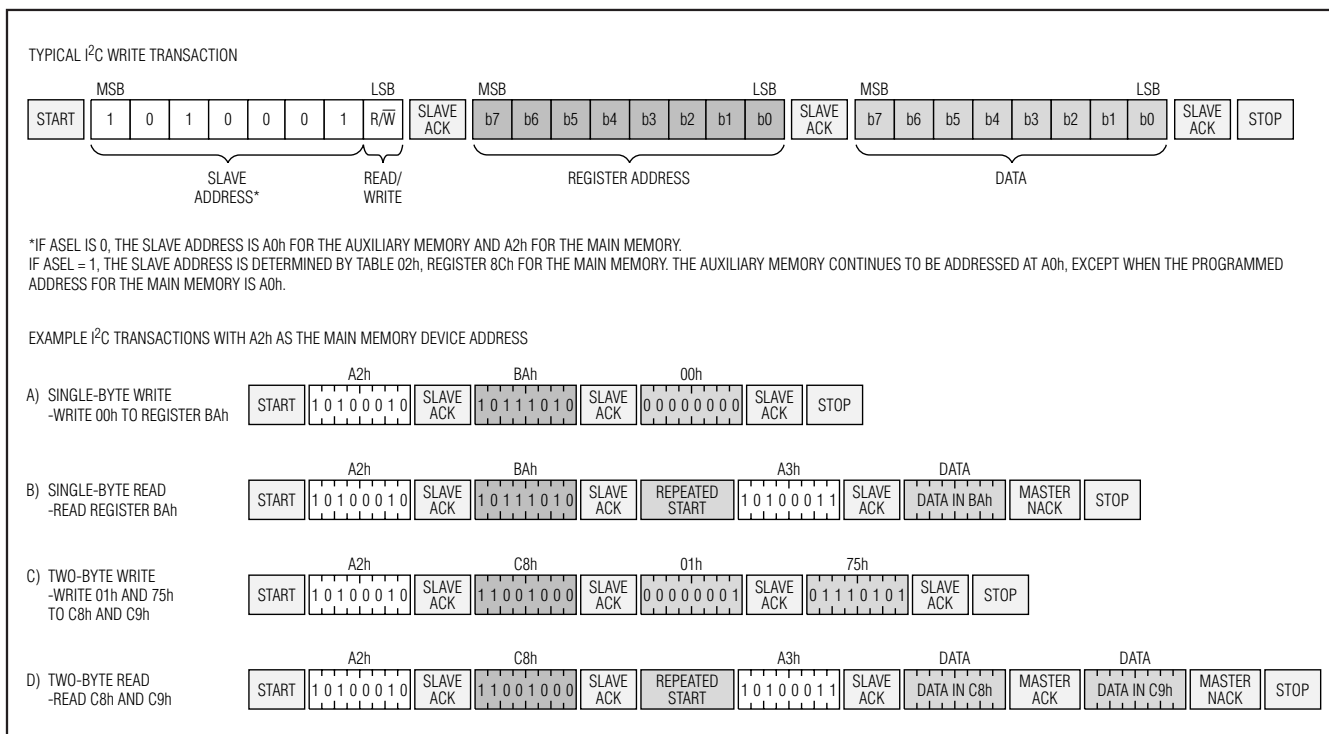 TYPICAL I2C WRITE TRANSACTION
MSB LSB MSB LSB MSB LSB
START 1 0 1 0 0 0 1 R/W̅ SLAVE ACK b7 b6 b5 b4 b3 b2 b1 b0 SLAVE ACK b7 b6 b5 b4 b3 b2 b1 b0 SLAVE ACK STOP
SLAVE ADDRESS* READ/WRITE REGISTER ADDRESS DATA
*IF ASEL IS 0, THE SLAVE ADDRESS IS A0h FOR THE AUXILIARY MEMORY AND A2h FOR THE MAIN MEMORY.
IF ASEL = 1, THE SLAVE ADDRESS IS DETERMINED BY TABLE 02h, REGISTER 8Ch FOR THE MAIN MEMORY. THE AUXILIARY MEMORY CONTINUES TO BE ADDRESSED AT A0h, EXCEPT WHEN THE PROGRAMMED
ADDRESS FOR THE MAIN MEMORY IS A0h.
EXAMPLE I2C TRANSACTIONS WITH A2h AS THE MAIN MEMORY DEVICE ADDRESS
A2h BAh 00h
A) SINGLE-BYTE WRITE
-WRITE 00h TO REGISTER BAh
START 10100010 SLAVE ACK 10111010 SLAVE ACK 00000000 SLAVE ACK STOP
A2h BAh A3h DATA
B) SINGLE-BYTE READ
-READ REGISTER BAh
START 10100010 SLAVE ACK 10111010 SLAVE ACK REPEATED START 10100011 SLAVE ACK DATA IN BAh MASTER NACK STOP
A2h C8h 01h 75h
C) TWO-BYTE WRITE
-WRITE 01h AND 75h
TO C8h AND C9h
START 10100010 SLAVE ACK 11001000 SLAVE ACK 00000001 SLAVE ACK 01110101 SLAVE ACK STOP
A2h C8h A3h DATA DATA
D) TWO-BYTE READ
-READ C8h AND C9h
START 10100010 SLAVE ACK 11001000 SLAVE ACK REPEATED START 10100011 SLAVE ACK DATA IN C8h MASTER ACK DATA IN C9h MASTER NACK STOP